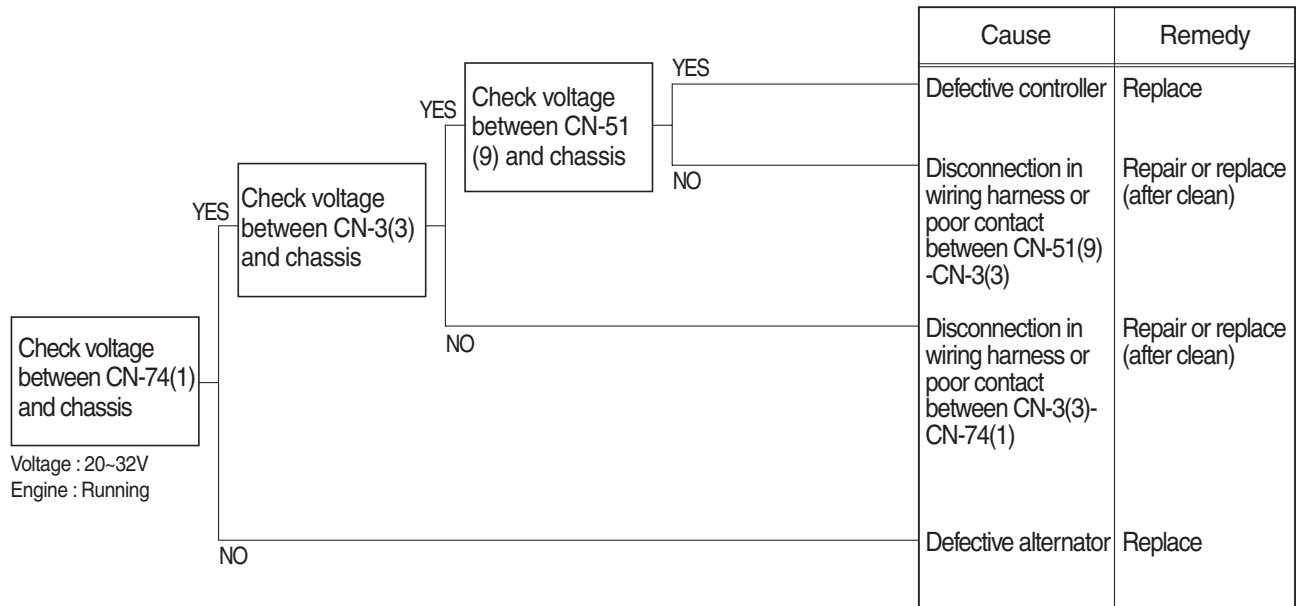 Cause
Remedy
YES
Defective controller
Replace
YES
Check voltage
between CN-51
(9) and chassis
NO
Disconnection in
wiring harness or
poor contact
between CN-51(9)
-CN-3(3)
Repair or replace
(after clean)
YES
Check voltage
between CN-3(3)
and chassis
NO
Disconnection in
wiring harness or
poor contact
between CN-3(3)-
CN-74(1)
Repair or replace
(after clean)
Check voltage
between CN-74(1)
and chassis
Voltage : 20~32V
Engine : Running
NO
Defective alternator
Replace